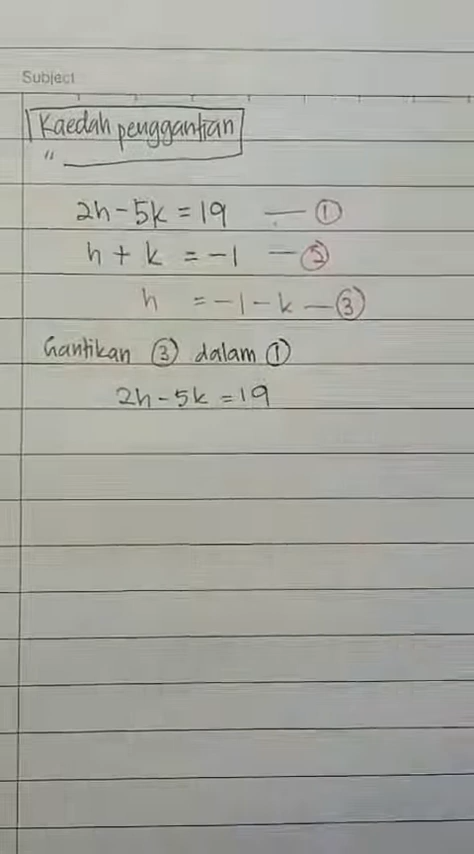 Subject
Kaedah penggantian
"
2h - 5k = 19 — ①
h + k = -1 — ②
h = -1 - k — ③
Gantikan ③ dalam ①
2h - 5k = 19